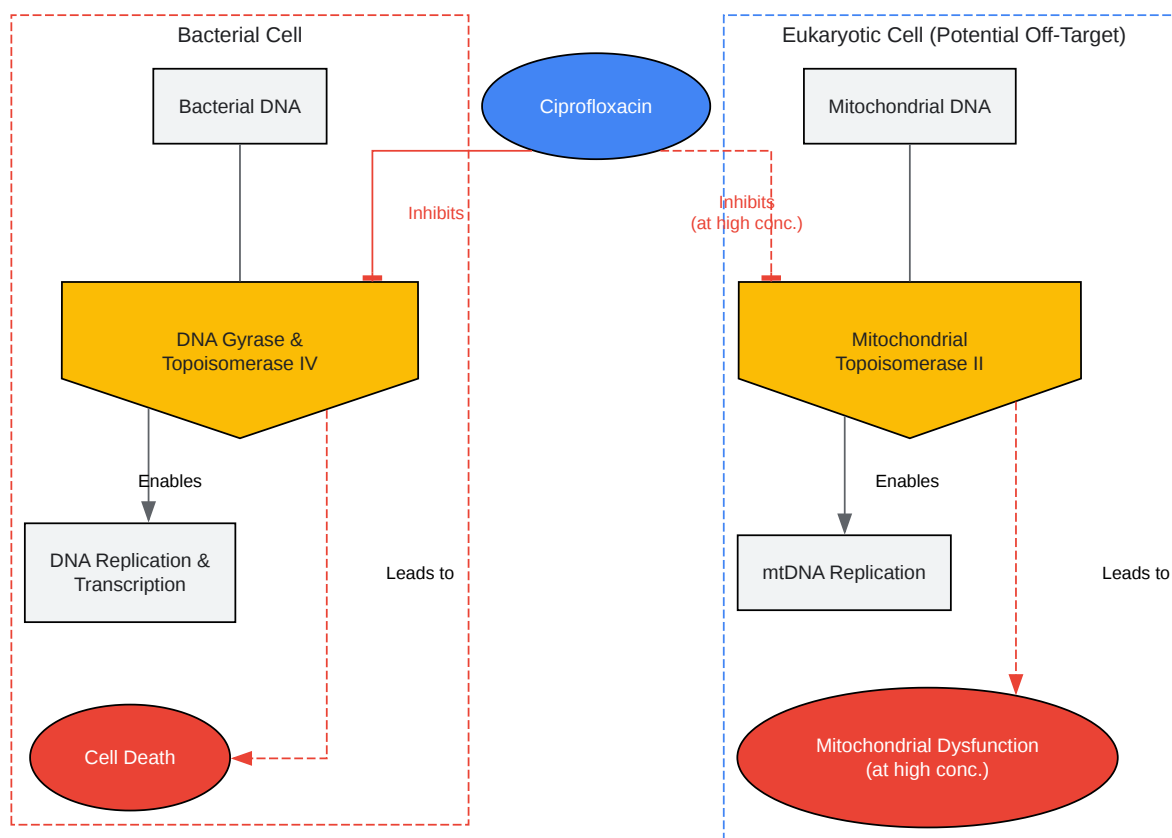 Bacterial Cell
Eukaryotic Cell (Potential Off-Target)
Bacterial DNA
Ciprofloxacin
Mitochondrial DNA
Inhibits
Inhibits
(at high conc.)
DNA Gyrase &
Topoisomerase IV
Mitochondrial
Topoisomerase II
Enables
Enables
DNA Replication &
Transcription
Leads to
mtDNA Replication
Leads to
Cell Death
Mitochondrial Dysfunction
(at high conc.)